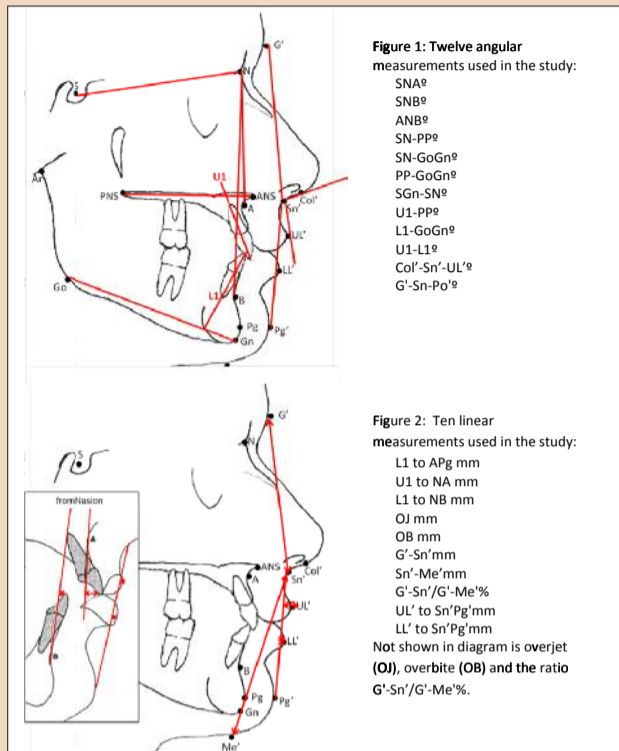 G'
N
S
Ar
PNS
U1
ANS
A
Sn'
Col'
UL'
LL'
Go
L1
B
Pg
Pg'
Gn
Figure 1: Twelve angular
measurements used in the study:
SNAº
SNBº
ANBº
SN-PPº
SN-GoGnº
PP-GoGnº
SGn-SNº
U1-PPº
L1-GoGnº
U1-L1º
Col'-Sn'-UL'º
G'-Sn-Po'º
G'
N
S
fromNasion
A
B
ANS
Col'
A
Sn'
UL'
LL'
B
Pg
Pg'
Gn
Me'
Figure 2: Ten linear
measurements used in the study:
L1 to APg mm
U1 to NA mm
L1 to NB mm
OJ mm
OB mm
G'-Sn'mm
Sn'-Me'mm
G'-Sn'/G'-Me'%
UL' to Sn'Pg'mm
LL' to Sn'Pg'mm
Not shown in diagram is overjet
(OJ), overbite (OB) and the ratio
G'-Sn'/G'-Me'%.